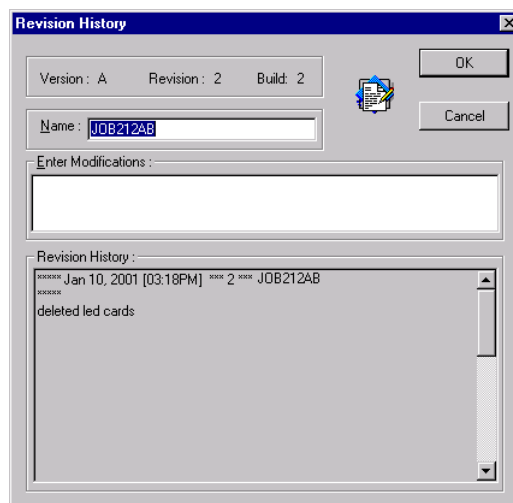 Revision History
Version : A Revision : 2 Build: 2
OK
Name : JOB212AB
Cancel
Enter Modifications :
Revision History :
***** Jan 10, 2001 [03:18PM] *** 2 *** JOB212AB
*****
deleted led cards